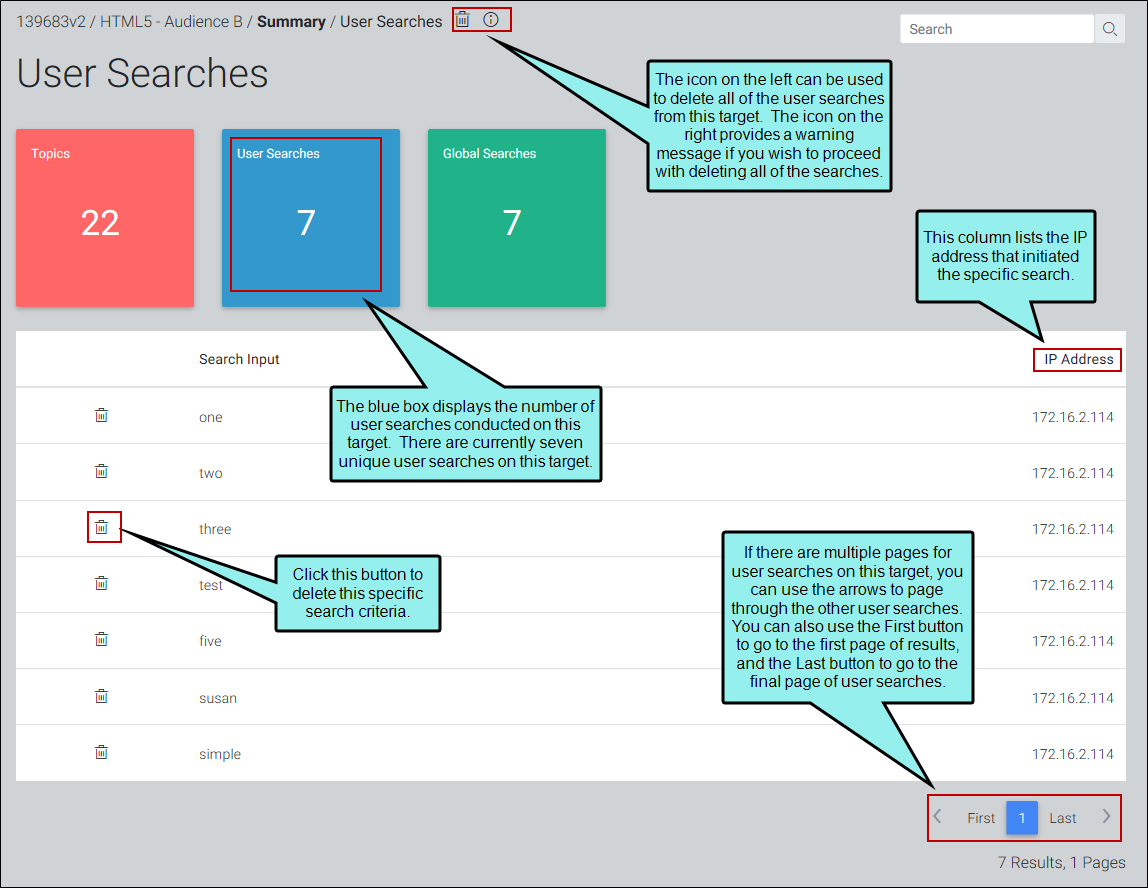 139683v2 / HTML5 - Audience B / Summary / User Searches
Search
User Searches
The icon on the left can be used
to delete all of the user searches
from this target.  The icon on the
right provides a warning
message if you wish to proceed
with deleting all of the searches.
Topics
22
User Searches
7
Global Searches
7
This column lists the IP
address that initiated
the specific search.
Search Input
IP Address
The blue box displays the number of
user searches conducted on this
target.  There are currently seven
unique user searches on this target.
one
172.16.2.114
two
172.16.2.114
three
172.16.2.114
Click this button to
delete this specific
search criteria.
If there are multiple pages for
user searches on this target, you
can use the arrows to page
through the other user searches.
You can also use the First button
to go to the first page of results,
and the Last button to go to the
final page of user searches.
test
172.16.2.114
five
172.16.2.114
susan
172.16.2.114
simple
172.16.2.114
First 1 Last
7 Results, 1 Pages